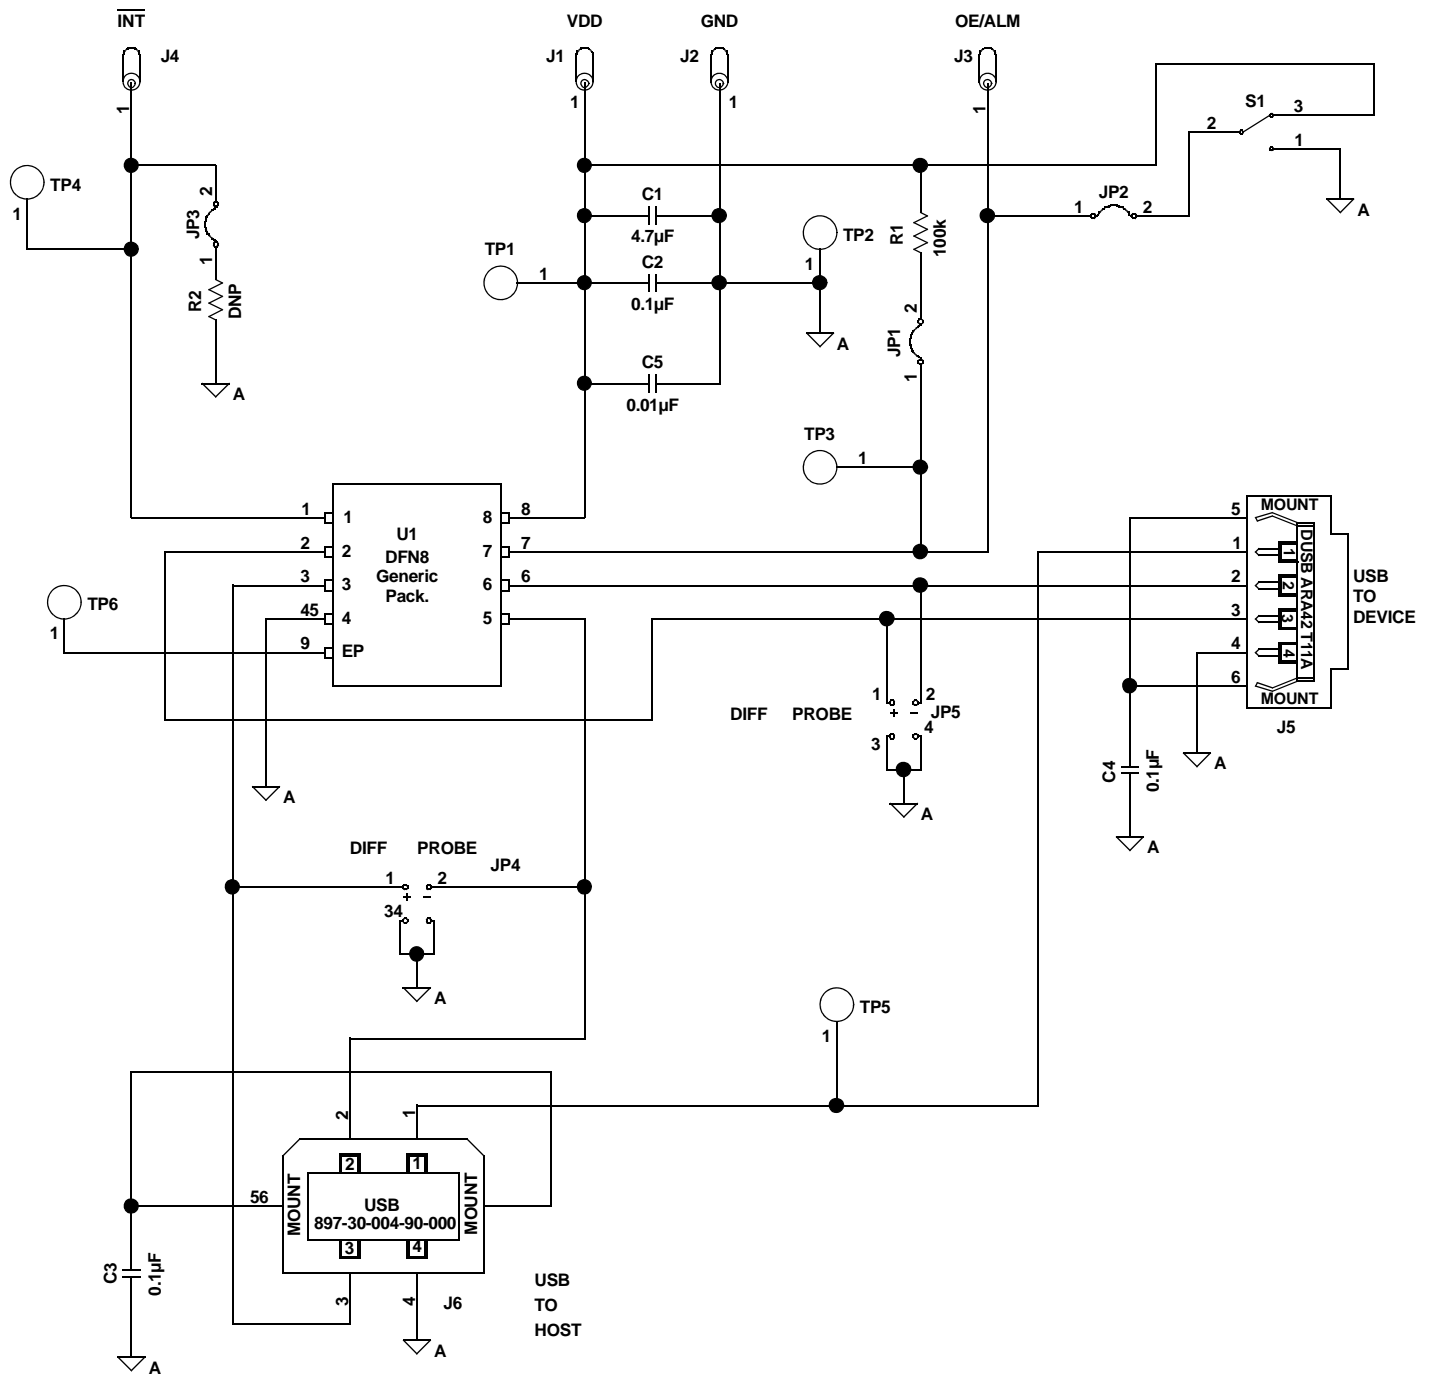 INT
VDD
GND
OE/ALM
J4
J1
J2
J3
1
1
1
1
S1
3
2
1
TP4
1
2
JP3
1
R2
DNP
A
C1
4.7µF
TP1
1
C2
0.1µF
C5
0.01µF
TP2
1
A
R1
100k
2
JP1
1
JP2
1
2
A
TP3
1
U1
DFN8
Generic
Pack.
1
1
8
8
2
2
7
7
3
3
6
6
45
4
5
9
EP
TP6
1
A
DIFF PROBE
1
2
JP5
+ –
3
4
A
MOUNT
5
1
1
2
2
3
3
4
4
6
MOUNT
DUSB ARA42T11A
J5
USB
TO
DEVICE
A
C4
0.1µF
A
DIFF PROBE
JP4
1
2
+ –
34
A
TP5
1
2
1
2
1
MOUNT
MOUNT
56
USB
897-30-004-90-000
3
4
3
4
J6
A
USB
TO
HOST
C3
0.1µF
A